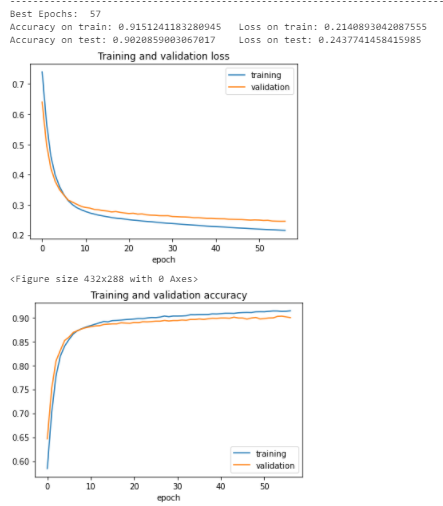 Best Epochs: 57
Accuracy on train: 0.9151241183280945 Loss on train: 0.2140893042087555
Accuracy on test: 0.9020859003067017 Loss on test: 0.2437741458415985
Training and validation loss
training
validation
0.7
0.6
0.5
0.4
0.3
0.2
0 10 20 30 40 50
epoch
<Figure size 432x288 with 0 Axes>
Training and validation accuracy
0.90
0.85
0.80
0.75
0.70
0.65
0.60
training
validation
0 10 20 30 40 50
epoch